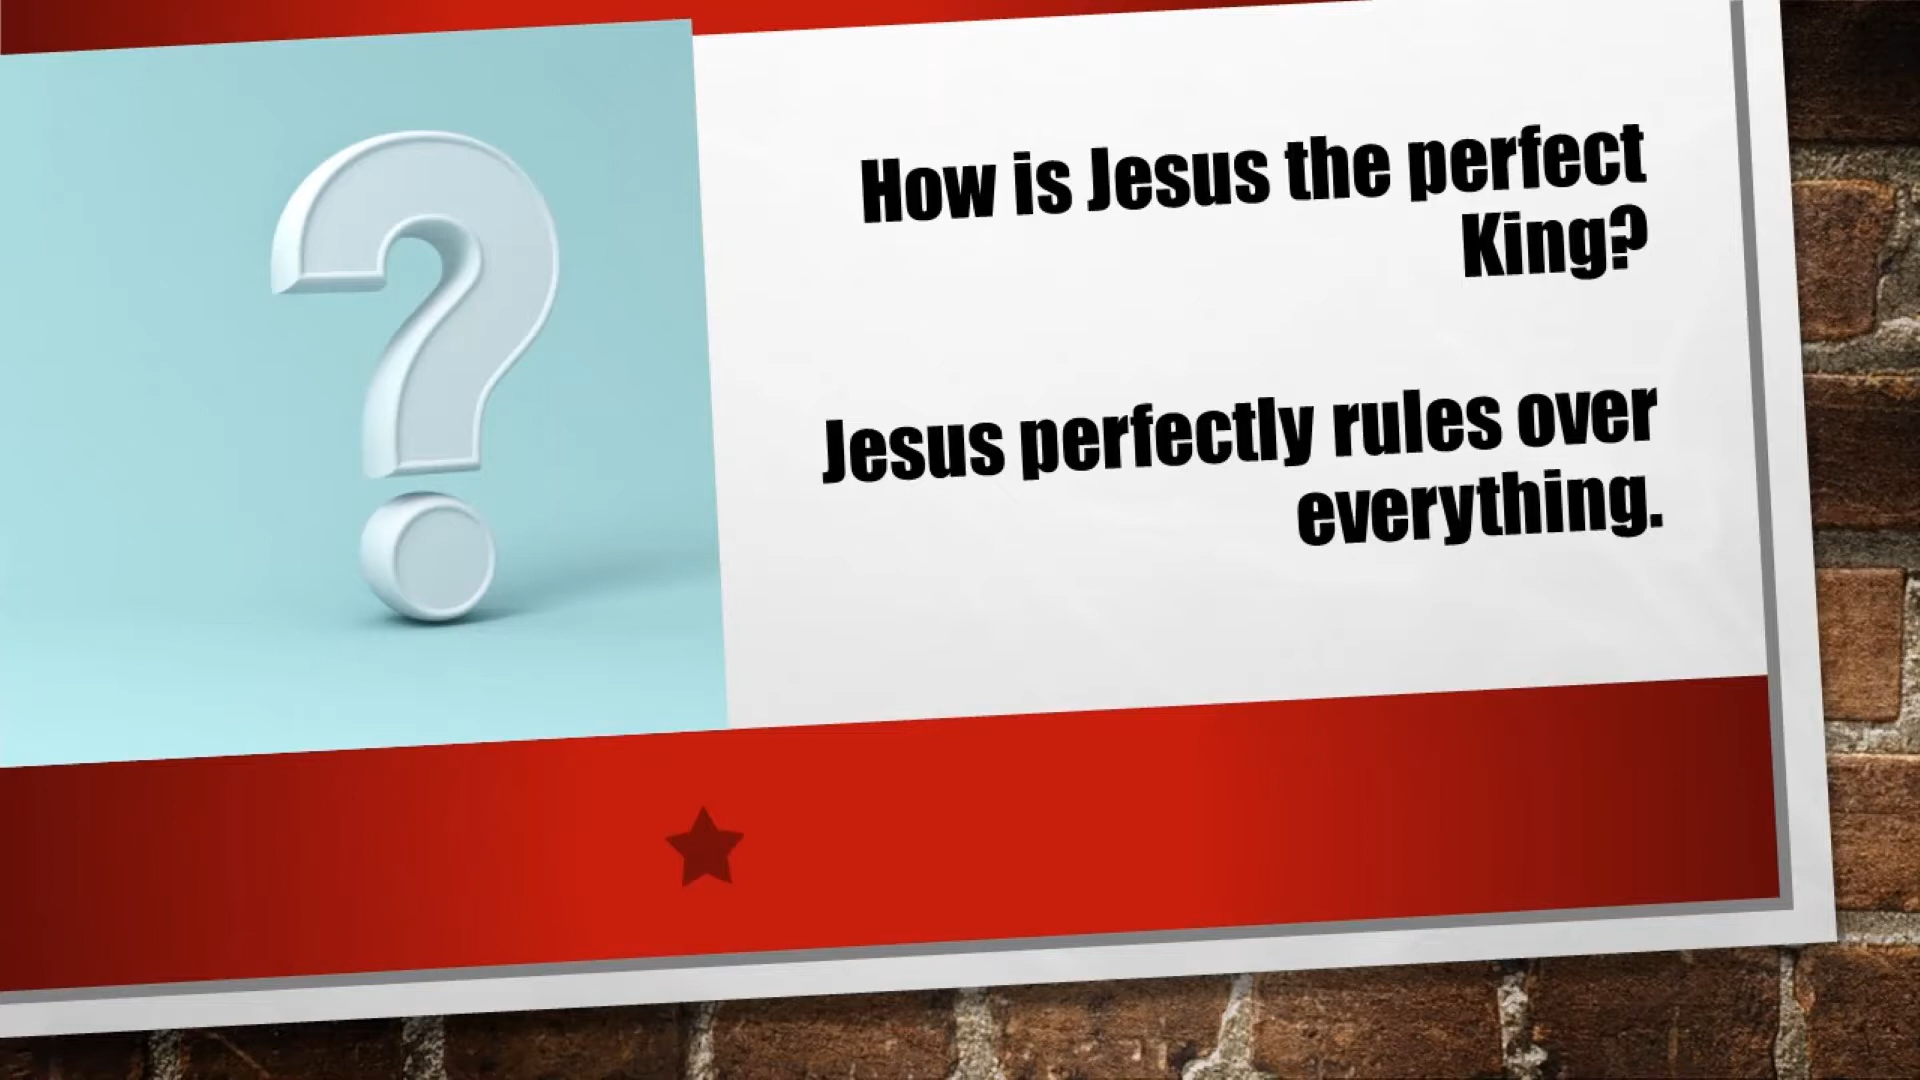 How is Jesus the perfect
King?
Jesus perfectly rules over
everything.